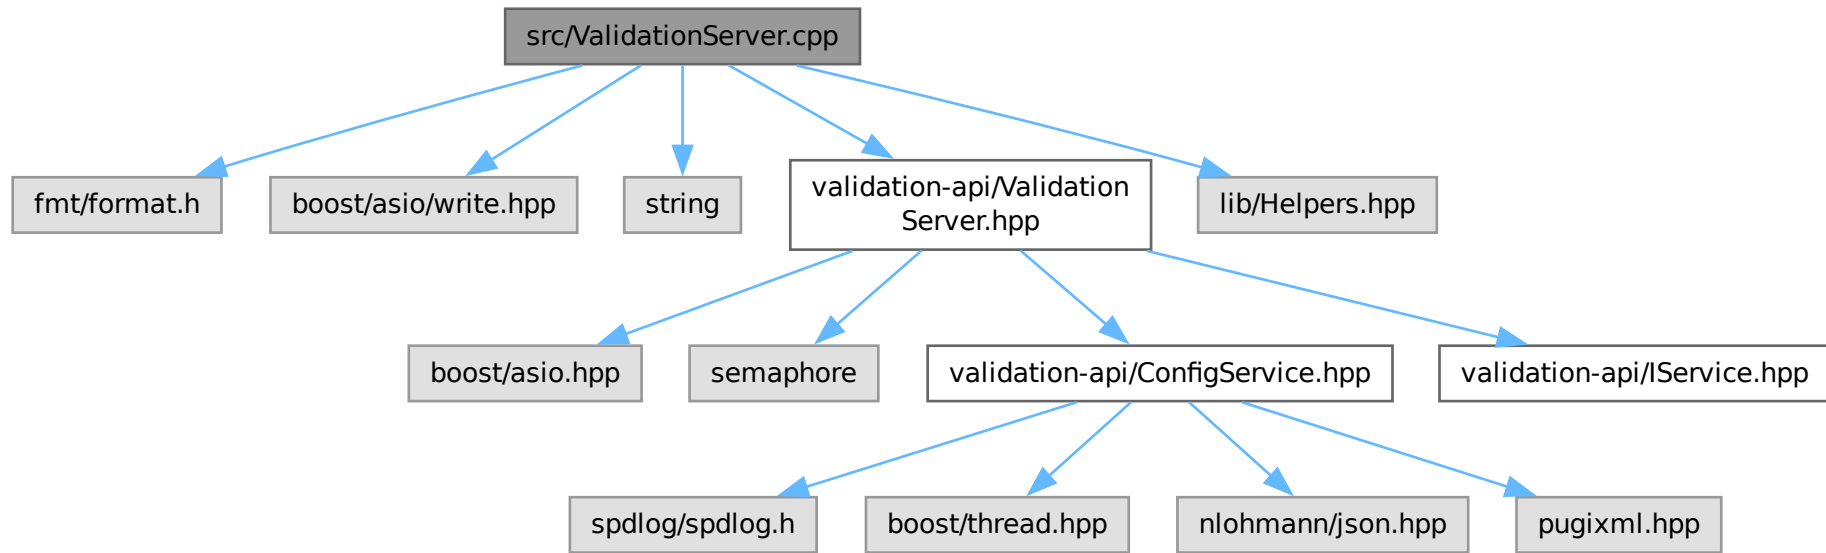 src/ValidationServer.cpp
fmt/format.h
boost/asio/write.hpp
string
validation-api/Validation
Server.hpp
lib/Helpers.hpp
boost/asio.hpp
semaphore
validation-api/ConfigService.hpp
validation-api/IService.hpp
spdlog/spdlog.h
boost/thread.hpp
nlohmann/json.hpp
pugixml.hpp